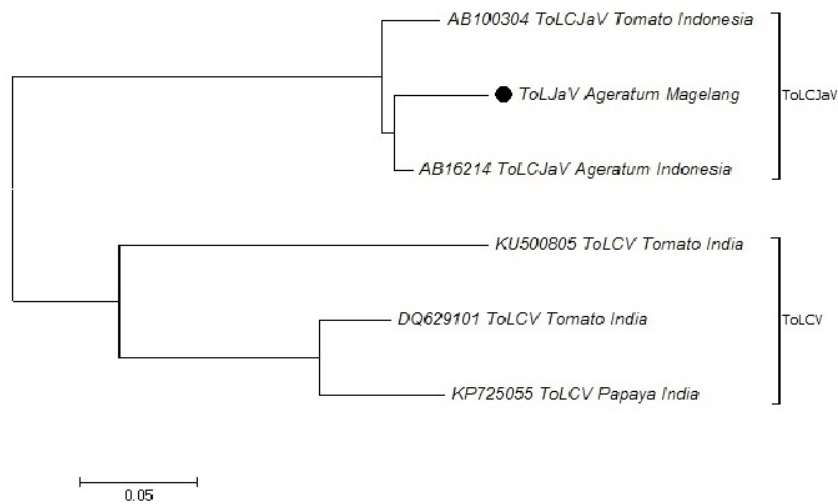 AB100304 ToLCJaV Tomato Indonesia
ToLJaV Ageratum Magelang
ToLCJaV
AB16214 ToLCJaV Ageratum Indonesia
KU500805 ToLCV Tomato India
DQ629101 ToLCV Tomato India
ToLCV
KP725055 ToLCV Papaya India
0.05